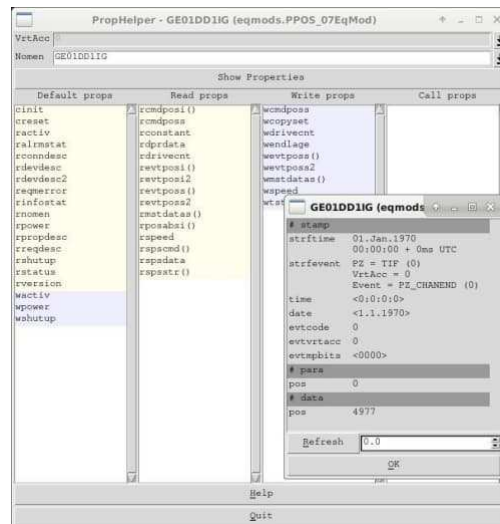 PropHelper - GE01DD1IG (eqmods.PPOS_07EqMod)
VrtAcc 0
Nomen GE01DD1IG
Show Properties
Default props Read props Write props Call props
cinit
creset
ractiv
ralrmstat
rconndesc
rdevdesc
rdevdesc2
reqmerror
rinfostat
rnomen
rpower
rpropdesc
rreqdesc
rshutup
rstatus
rversion
wactiv
wpower
wshutup
rcmdposi()
rcmdposs
rconstant
rdprdata
rdrivecnt
revtposi()
revtposi2
revtposs()
revtposs2
rmstdatas()
rposabsi()
rspeed
rspscmd()
rspsdata
rspsstr()
wcmdposs
wcopyset
wdrivecnt
wendlage
wevtposs()
wevtposs2
wmstdatas()
wspeed
GE01DD1IG (eqmods
# stamp
strftime 01.Jan.1970
00:00:00 + 0ms UTC
strfevent PZ = TIF (0)
VrtAcc = 0
Event = PZ_CHANEND (0)
time <0:0:0:0>
date <1.1.1970>
evtcode 0
evtvrtacc 0
evtmpbits <0000>
# para
pos 0
# data
pos 4977
Refresh 0.0
OK
Help
Quit